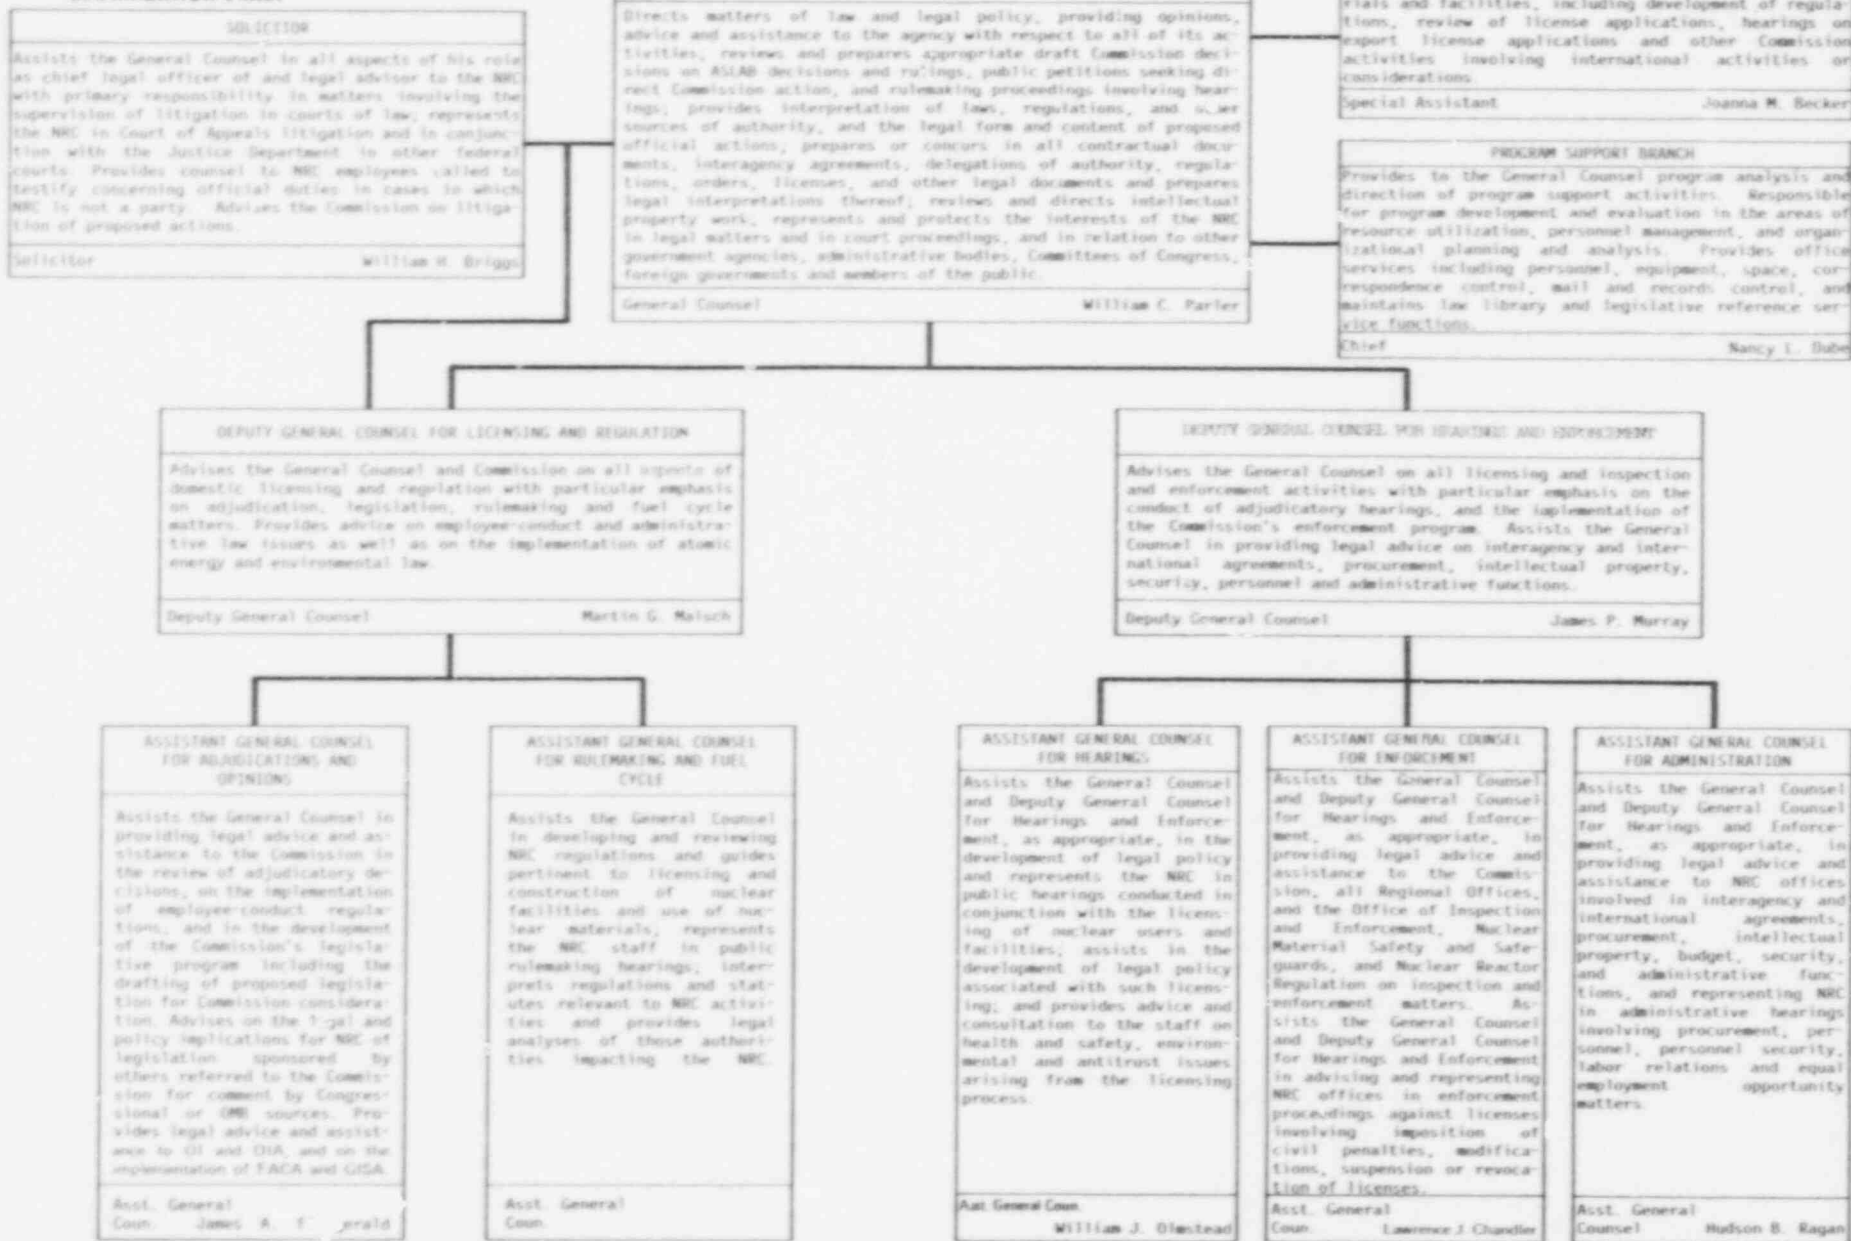 SOLICITOR
Assists the General Counsel in all aspects of his role
as chief legal officer of and legal advisor to the NRC
with primary responsibility in matters involving the
supervision of litigation in courts of law; represents
the NRC in Court of Appeals litigation and in conjunc-
tion with the Justice Department in other federal
courts. Provides counsel to NRC employees called to
testify concerning official duties in cases in which
NRC is not a party. Advises the Commission on litiga-
tion of proposed actions.
Solicitor William H. Briggs
Directs matters of law and legal policy, providing opinions,
advice and assistance to the agency with respect to all of its ac-
tivities, reviews and prepares appropriate draft Commission deci-
sions on ASLAB decisions and rulings, public petitions seeking di-
rect Commission action, and rulemaking proceedings involving hear-
ings; provides interpretation of laws, regulations, and other
sources of authority, and the legal form and content of proposed
official actions; prepares or concurs in all contractual docu-
ments, interagency agreements, delegations of authority, regula-
tions, orders, licenses, and other legal documents and prepares
legal interpretations thereof; reviews and directs intellectual
property work, represents and protects the interests of the NRC
in legal matters and in court proceedings, and in relation to other
government agencies, administrative bodies, Committees of Congress,
foreign governments and members of the public.
General Counsel William C. Parler
rials and facilities, including development of regula-
tions, review of license applications, hearings on
export license applications and other Commission
activities involving international activities or
considerations.
Special Assistant Joanna M. Becker
PROGRAM SUPPORT BRANCH
Provides to the General Counsel program analysis and
direction of program support activities. Responsible
for program development and evaluation in the areas of
resource utilization, personnel management, and organ-
izational planning and analysis. Provides office
services including personnel, equipment, space, cor-
respondence control, mail and records control, and
maintains law library and legislative reference ser-
vice functions.
Chief Nancy L. Dube
DEPUTY GENERAL COUNSEL FOR LICENSING AND REGULATION
Advises the General Counsel and Commission on all aspects of
domestic licensing and regulation with particular emphasis
on adjudication, legislation, rulemaking and fuel cycle
matters. Provides advice on employee-conduct and administra-
tive law issues as well as on the implementation of atomic
energy and environmental law.
Deputy General Counsel Martin G. Malsch
DEPUTY GENERAL COUNSEL FOR HEARINGS AND ENFORCEMENT
Advises the General Counsel on all licensing and inspection
and enforcement activities with particular emphasis on the
conduct of adjudicatory hearings, and the implementation of
the Commission's enforcement program. Assists the General
Counsel in providing legal advice on interagency and inter-
national agreements, procurement, intellectual property,
security, personnel and administrative functions.
Deputy General Counsel James P. Murray
ASSISTANT GENERAL COUNSEL
FOR ADJUDICATIONS AND
OPINIONS
Assists the General Counsel in
providing legal advice and as-
sistance to the Commission in
the review of adjudicatory de-
cisions, on the implementation
of employee-conduct regula-
tions, and in the development
of the Commission's legisla-
tive program including the
drafting of proposed legisla-
tion for Commission considera-
tion. Advises on the legal and
policy implications for NRC of
legislation sponsored by
others referred to the Commis-
sion for comment by Congres-
sional or OMB sources. Pro-
vides legal advice and assist-
ance to OI and OIA, and on the
implementation of FACA and GISA.
Asst. General
Coun. James A.
ASSISTANT GENERAL COUNSEL
FOR RULEMAKING AND FUEL
CYCLE
Assists the General Counsel
in developing and reviewing
NRC regulations and guides
pertinent to licensing and
construction of nuclear
facilities and use of nuc-
lear materials, represents
the NRC staff in public
rulemaking hearings; inter-
prets regulations and stat-
utes relevant to NRC activi-
ties and provides legal
analyses of those authori-
ties impacting the NRC.
Asst. General
Coun.
ASSISTANT GENERAL COUNSEL
FOR HEARINGS
Assists the General Counsel
and Deputy General Counsel
for Hearings and Enforce-
ment, as appropriate, in the
development of legal policy
and represents the NRC in
public hearings conducted in
conjunction with the licens-
ing of nuclear users and
facilities; assists in the
development of legal policy
associated with such licens-
ing; and provides advice and
consultation to the staff on
health and safety, environ-
mental and antitrust issues
arising from the licensing
process.
Asst. General Coun.
William J. Olmstead
ASSISTANT GENERAL COUNSEL
FOR ENFORCEMENT
Assists the General Counsel
and Deputy General Counsel
for Hearings and Enforce-
ment, as appropriate, in
providing legal advice and
assistance to the Commis-
sion, all Regional Offices,
and the Office of Inspection
and Enforcement, Nuclear
Material Safety and Safe-
guards, and Nuclear Reactor
Regulation on inspection and
enforcement matters. As-
sists the General Counsel
and Deputy General Counsel
for Hearings and Enforcement
in advising and representing
NRC offices in enforcement
proceedings against licenses
involving imposition of
civil penalties, modifica-
tions, suspension or revoca-
tion of licenses.
Asst. General
Coun. Lawrence J. Chandler
ASSISTANT GENERAL COUNSEL
FOR ADMINISTRATION
Assists the General Counsel
and Deputy General Counsel
for Hearings and Enforce-
ment, as appropriate, in
providing legal advice and
assistance to NRC offices
involved in interagency and
international agreements,
procurement, intellectual
property, budget, security,
and administrative func-
tions, and representing NRC
in administrative hearings
involving procurement, per-
sonnel, personnel security,
labor relations and equal
employment opportunity
matters.
Asst. General
Counsel Hudson B. Ragan